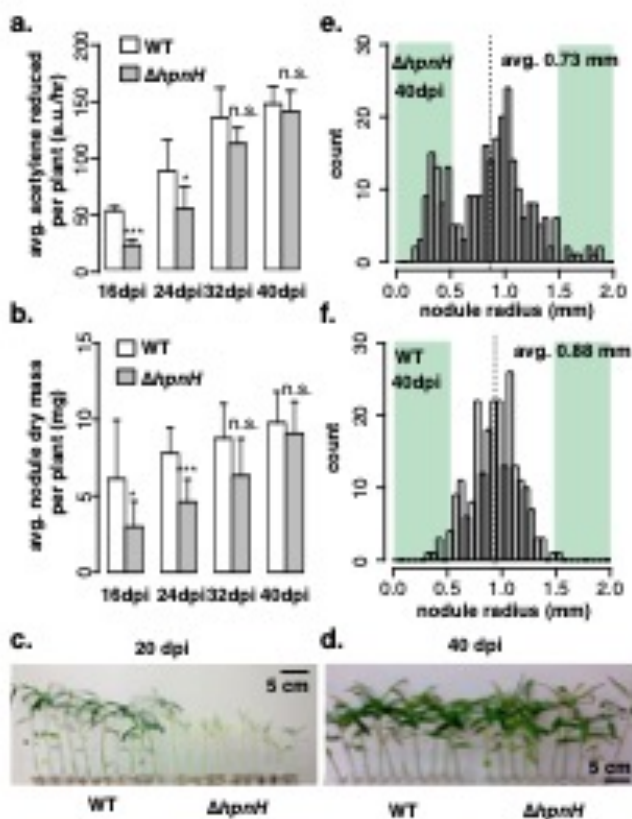 a.
WT
ΔhpnH
avg. acetylene reduced
per plant (a.u./hr)
200
150
100
50
0
***
*
n.s.
n.s.
16dpi 24dpi 32dpi 40dpi
b.
WT
ΔhpnH
avg. nodule dry mass
per plant (mg)
15
10
5
0
*
***
n.s.
n.s.
16dpi 24dpi 32dpi 40dpi
e.
ΔhpnH
40dpi
avg. 0.73 mm
count
30
20
10
0
0.0 0.5 1.0 1.5 2.0
nodule radius (mm)
f.
WT
40dpi
avg. 0.88 mm
count
30
20
10
0
0.0 0.5 1.0 1.5 2.0
nodule radius (mm)
c.
20 dpi
5 cm
WT ΔhpnH
d.
40 dpi
5 cm
WT ΔhpnH